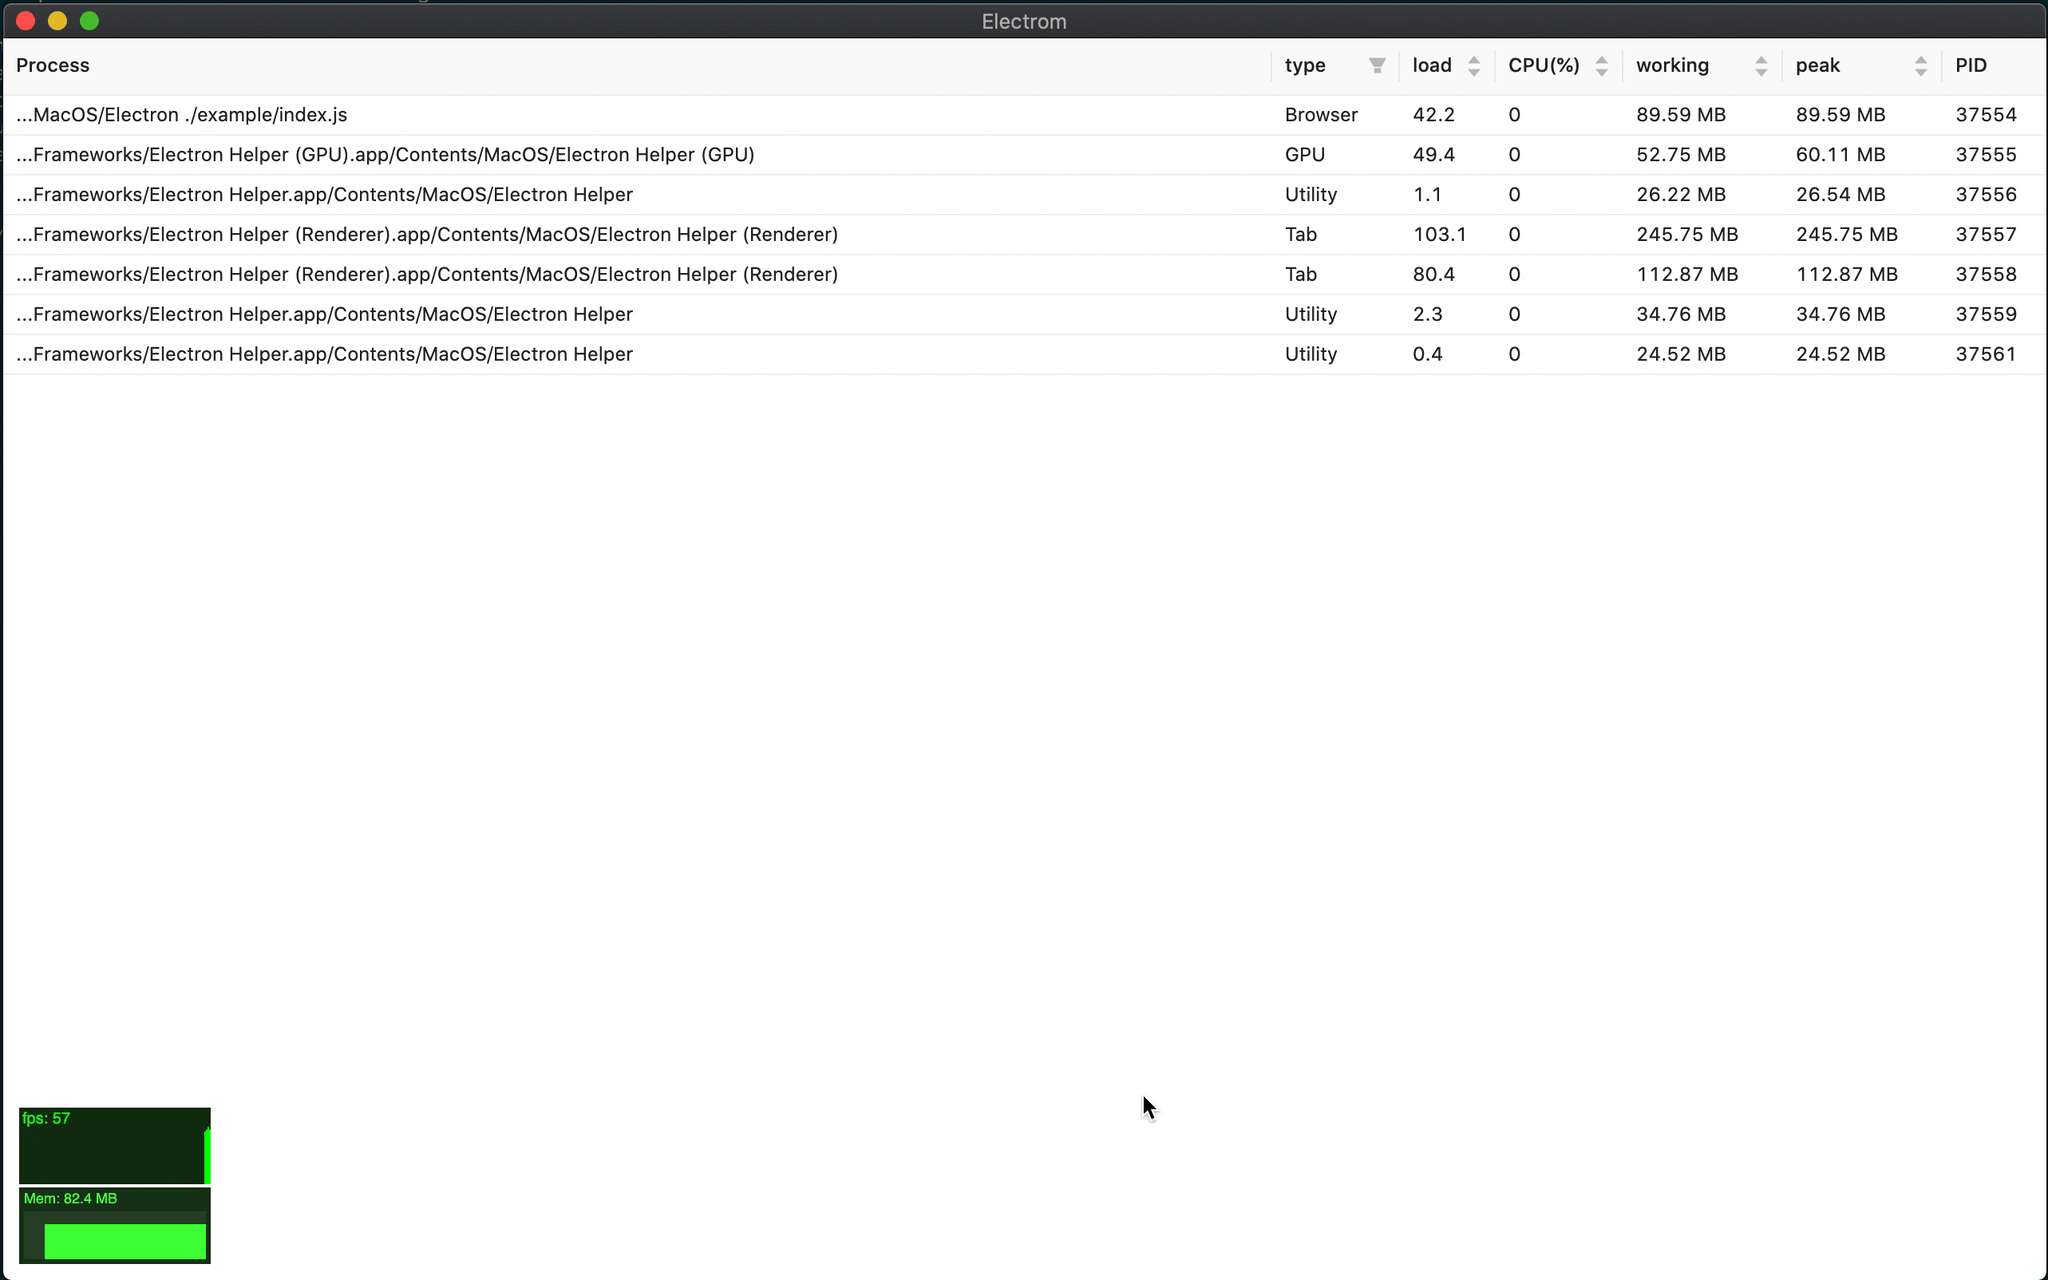 Electrom
Process type load CPU(%) working peak PID
...MacOS/Electron ./example/index.js Browser 42.2 0 89.59 MB 89.59 MB 37554
...Frameworks/Electron Helper (GPU).app/Contents/MacOS/Electron Helper (GPU) GPU 49.4 0 52.75 MB 60.11 MB 37555
...Frameworks/Electron Helper.app/Contents/MacOS/Electron Helper Utility 1.1 0 26.22 MB 26.54 MB 37556
...Frameworks/Electron Helper (Renderer).app/Contents/MacOS/Electron Helper (Renderer) Tab 103.1 0 245.75 MB 245.75 MB 37557
...Frameworks/Electron Helper (Renderer).app/Contents/MacOS/Electron Helper (Renderer) Tab 80.4 0 112.87 MB 112.87 MB 37558
...Frameworks/Electron Helper.app/Contents/MacOS/Electron Helper Utility 2.3 0 34.76 MB 34.76 MB 37559
...Frameworks/Electron Helper.app/Contents/MacOS/Electron Helper Utility 0.4 0 24.52 MB 24.52 MB 37561
fps: 57
Mem: 82.4 MB